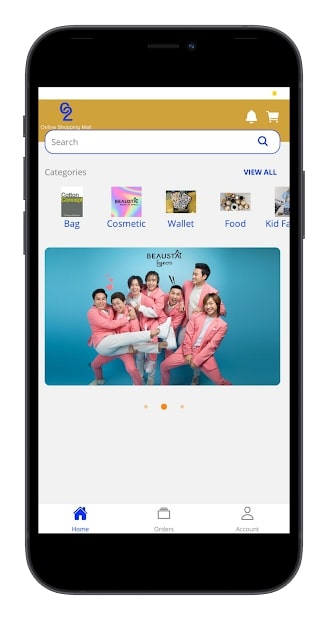 G2
Online Shopping Mall
Search
Categories
VIEW ALL
Cotton
Concept
BEAUSTAR
Bag
Cosmetic
Wallet
Food
Kid Fa
BEAUSTAR
Home
Orders
Account